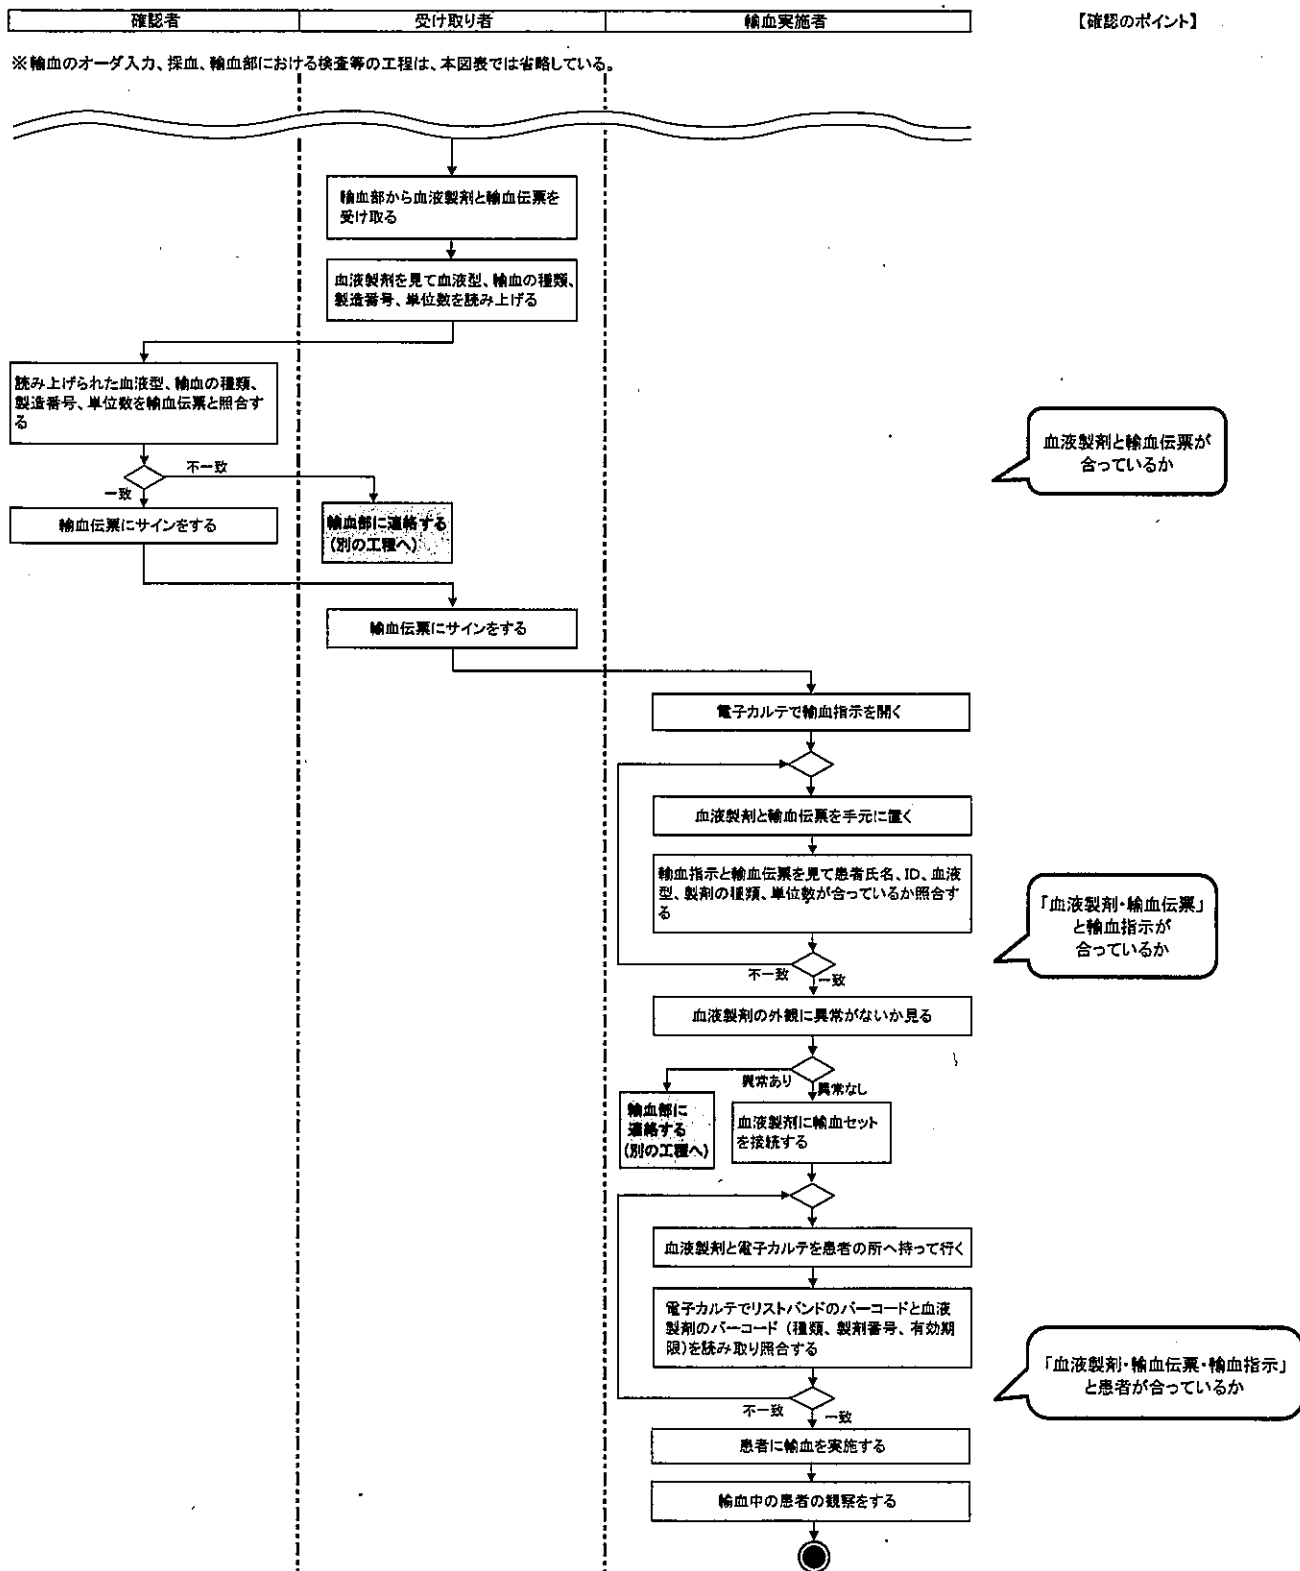 確認者
受け取り者
輸血実施者
【確認のポイント】
※輸血のオーダ入力、採血、輸血部における検査等の工程は、本図表では省略している。
輸血部から血液製剤と輸血伝票を
受け取る
血液製剤を見て血液型、輸血の種類、
製造番号、単位数を読み上げる
読み上げられた血液型、輸血の種類、
製造番号、単位数を輸血伝票と照合す
る
不一致
一致
輸血伝票にサインをする
輸血部に連絡する
(別の工程へ)
血液製剤と輸血伝票が
合っているか
輸血伝票にサインをする
電子カルテで輸血指示を開く
血液製剤と輸血伝票を手元に置く
輸血指示と輸血伝票を見て患者氏名、ID、血液
型、製剤の種類、単位数が合っているか照合す
る
「血液製剤・輸血伝票」
と輸血指示が
合っているか
不一致
一致
血液製剤の外観に異常がないか見る
異常あり
異常なし
輸血部に
連絡する
(別の工程へ)
血液製剤に輸血セット
を接続する
血液製剤と電子カルテを患者の所へ持って行く
電子カルテでリストバンドのバーコードと血液
製剤のバーコード(種類、製剤番号、有効期
限)を読み取り照合する
「血液製剤・輸血伝票・輸血指示」
と患者が合っているか
不一致
一致
患者に輸血を実施する
輸血中の患者の観察をする